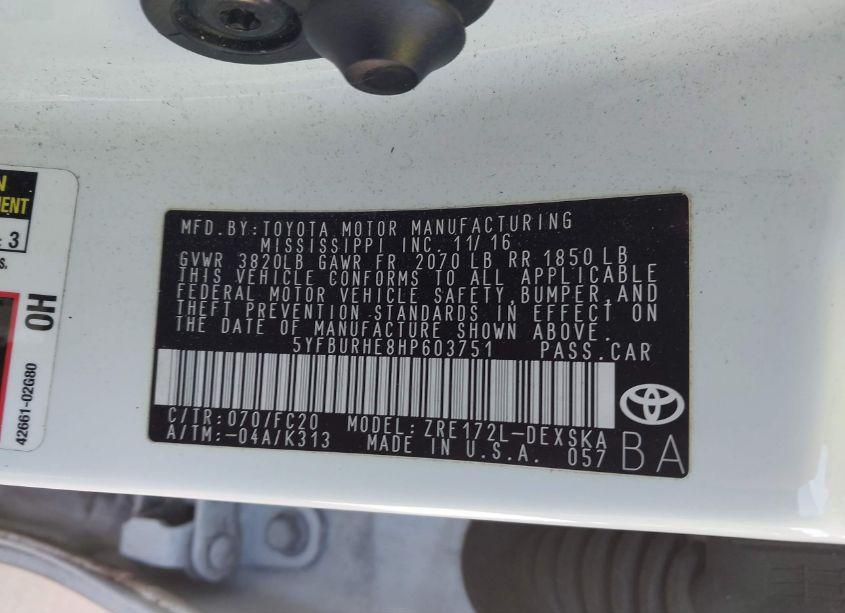 MFD. BY: TOYOTA MOTOR MANUFACTURING
MISSISSIPPI INC. 11/16
GVWR 3820LB GAWR FR 2070 LB RR 1850 LB
THIS VEHICLE CONFORMS TO ALL APPLICABLE
FEDERAL MOTOR VEHICLE SAFETY, BUMPER, AND
THEFT PREVENTION STANDARDS IN EFFECT ON
THE DATE OF MANUFACTURE SHOWN ABOVE.
5YFBURHE8HP603751 PASS.CAR
C/TR: 070/FC20 MODEL: ZRE172L-DEXSKA
A/TM: -04A/K313 MADE IN U.S.A. 057
BA
3
OH
42661-02G80